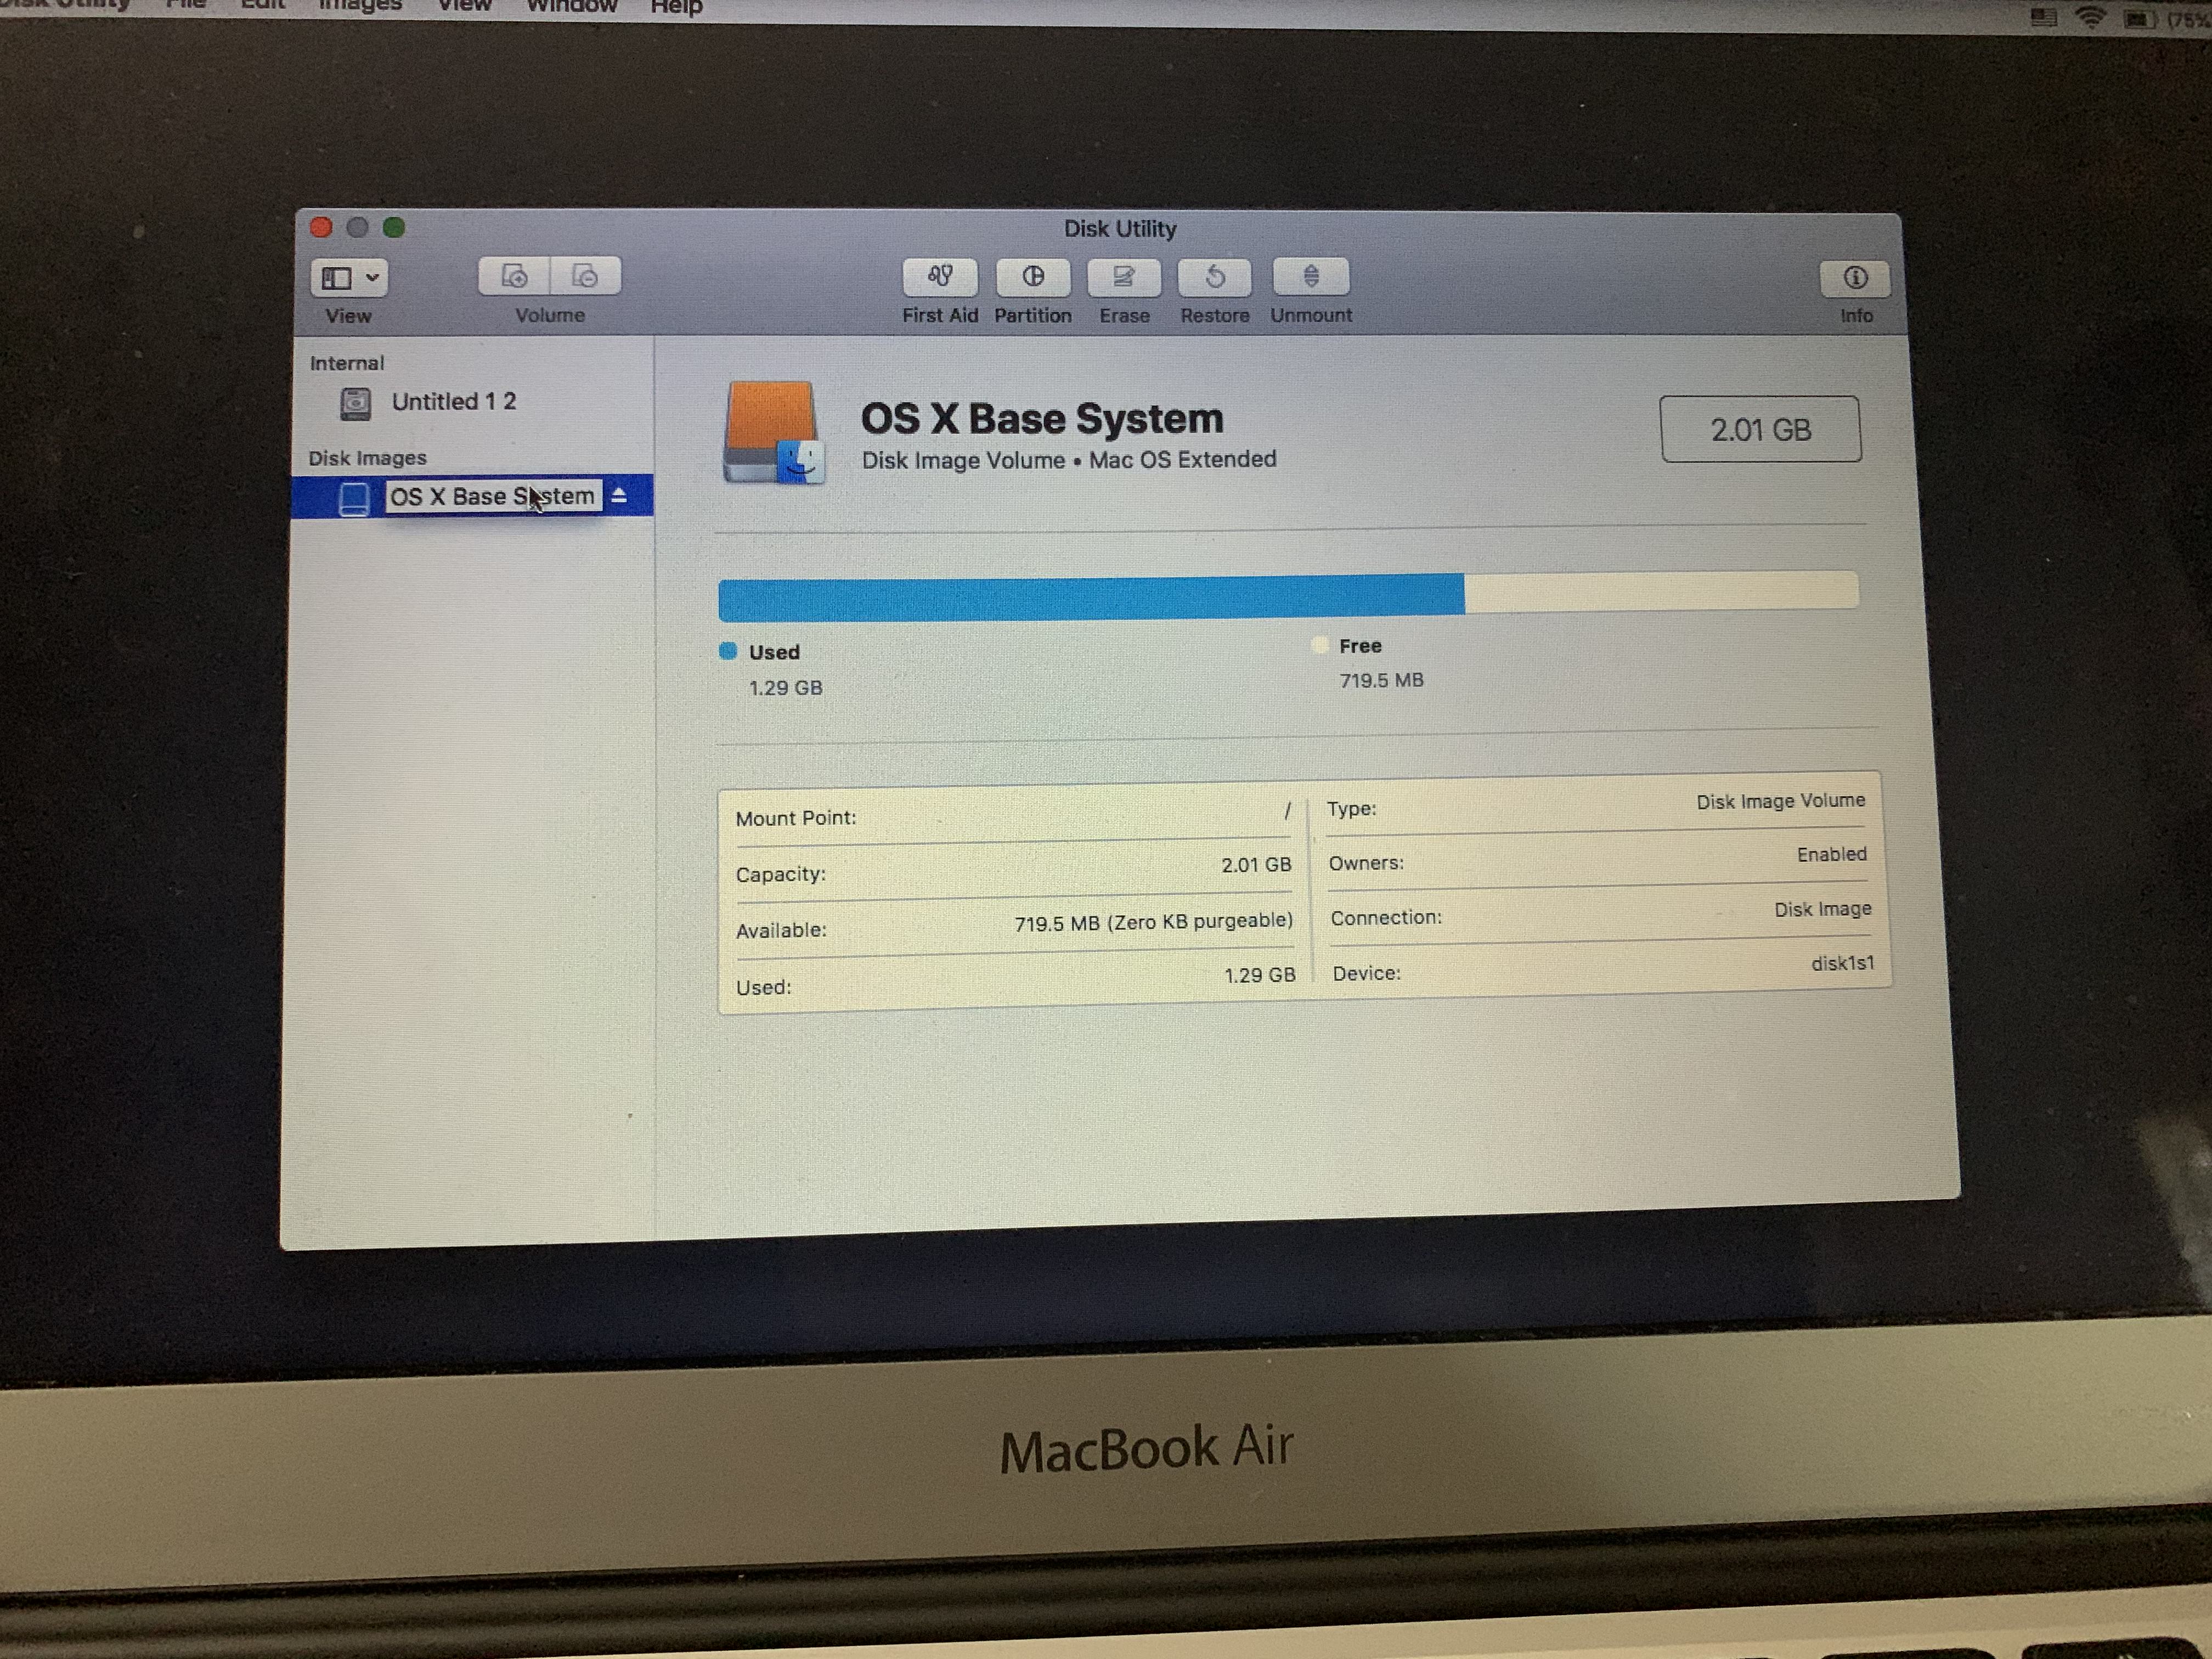 Disk Utility File Edit Images View Window Help (75%
Disk Utility
View Volume First Aid Partition Erase Restore Unmount Info
Internal
Untitled 1 2
Disk Images
OS X Base System
OS X Base System
Disk Image Volume • Mac OS Extended
2.01 GB
Used
1.29 GB
Free
719.5 MB
Mount Point: /
Capacity: 2.01 GB
Available: 719.5 MB (Zero KB purgeable)
Used: 1.29 GB
Type: Disk Image Volume
Owners: Enabled
Connection: Disk Image
Device: disk1s1
MacBook Air